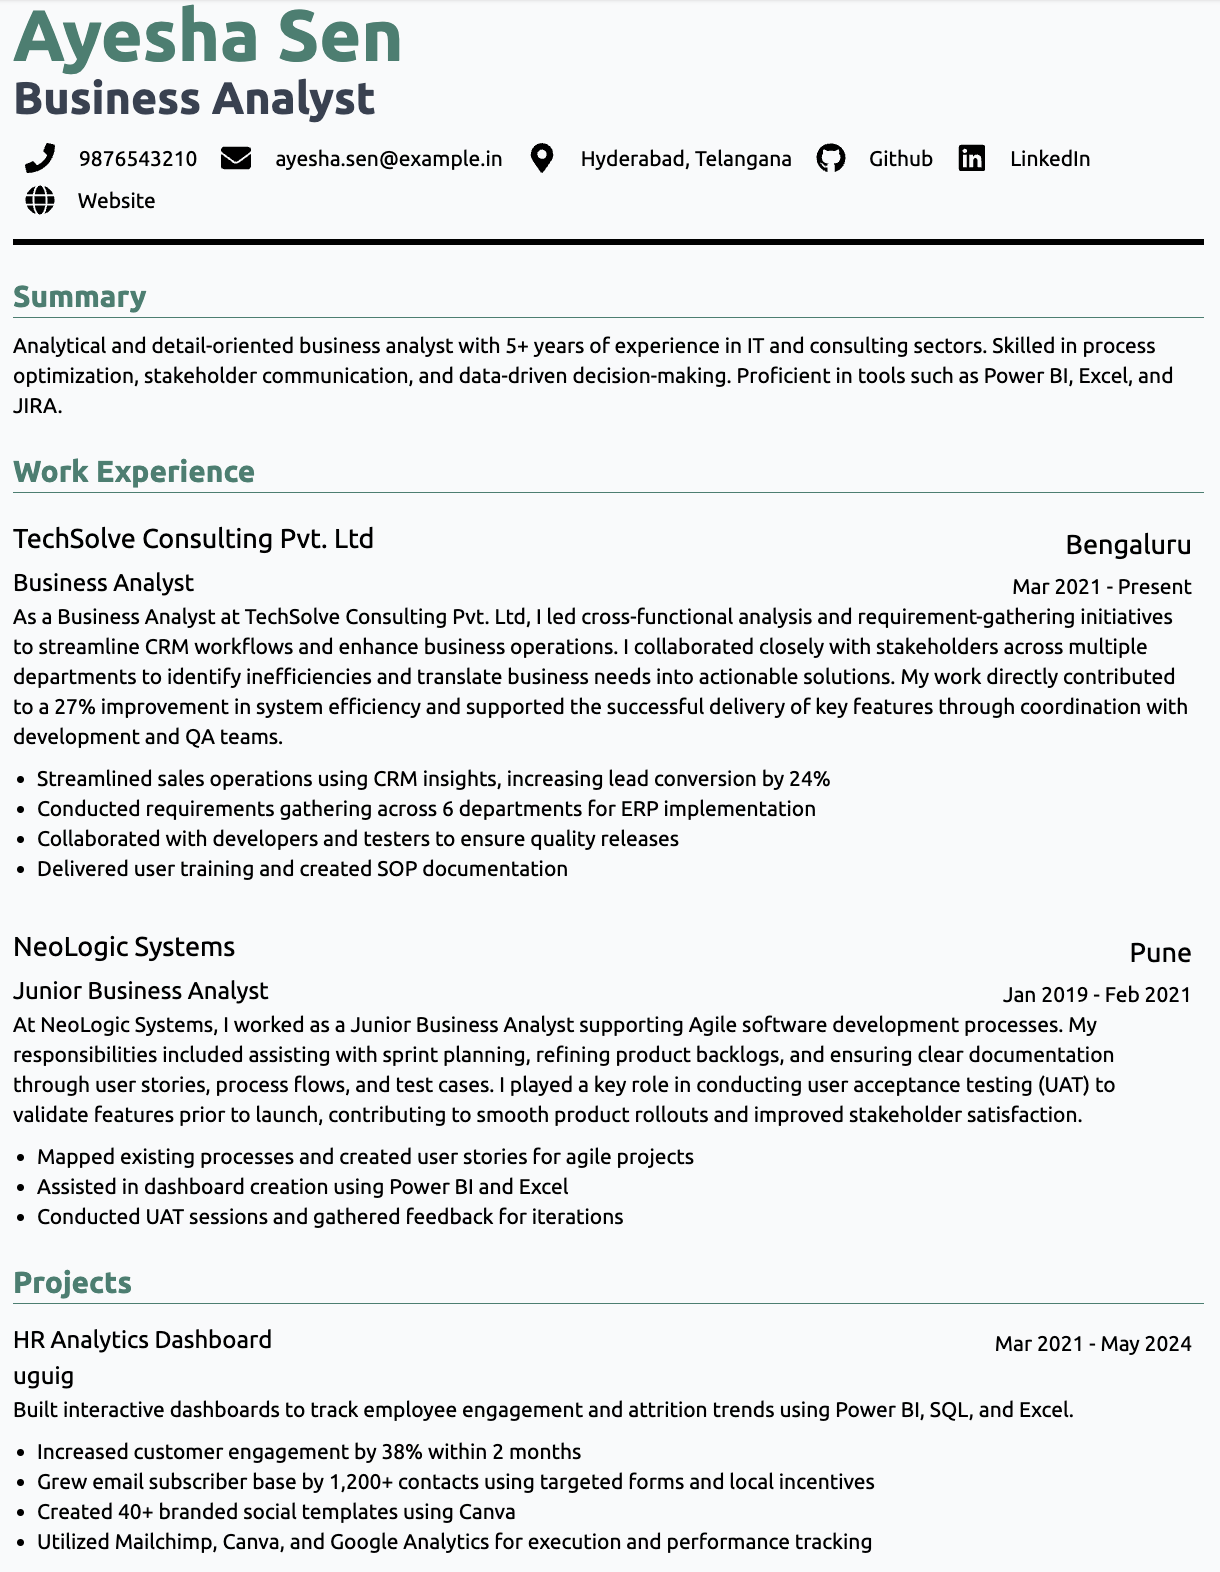 Ayesha Sen
Business Analyst
9876543210 ayesha.sen@example.in Hyderabad, Telangana Github LinkedIn
Website
Summary
Analytical and detail-oriented business analyst with 5+ years of experience in IT and consulting sectors. Skilled in process
optimization, stakeholder communication, and data-driven decision-making. Proficient in tools such as Power BI, Excel, and
JIRA.
Work Experience
TechSolve Consulting Pvt. Ltd Bengaluru
Business Analyst Mar 2021 - Present
As a Business Analyst at TechSolve Consulting Pvt. Ltd, I led cross-functional analysis and requirement-gathering initiatives
to streamline CRM workflows and enhance business operations. I collaborated closely with stakeholders across multiple
departments to identify inefficiencies and translate business needs into actionable solutions. My work directly contributed
to a 27% improvement in system efficiency and supported the successful delivery of key features through coordination with
development and QA teams.
• Streamlined sales operations using CRM insights, increasing lead conversion by 24%
• Conducted requirements gathering across 6 departments for ERP implementation
• Collaborated with developers and testers to ensure quality releases
• Delivered user training and created SOP documentation
NeoLogic Systems Pune
Junior Business Analyst Jan 2019 - Feb 2021
At NeoLogic Systems, I worked as a Junior Business Analyst supporting Agile software development processes. My
responsibilities included assisting with sprint planning, refining product backlogs, and ensuring clear documentation
through user stories, process flows, and test cases. I played a key role in conducting user acceptance testing (UAT) to
validate features prior to launch, contributing to smooth product rollouts and improved stakeholder satisfaction.
• Mapped existing processes and created user stories for agile projects
• Assisted in dashboard creation using Power BI and Excel
• Conducted UAT sessions and gathered feedback for iterations
Projects
HR Analytics Dashboard Mar 2021 - May 2024
uguig
Built interactive dashboards to track employee engagement and attrition trends using Power BI, SQL, and Excel.
• Increased customer engagement by 38% within 2 months
• Grew email subscriber base by 1,200+ contacts using targeted forms and local incentives
• Created 40+ branded social templates using Canva
• Utilized Mailchimp, Canva, and Google Analytics for execution and performance tracking